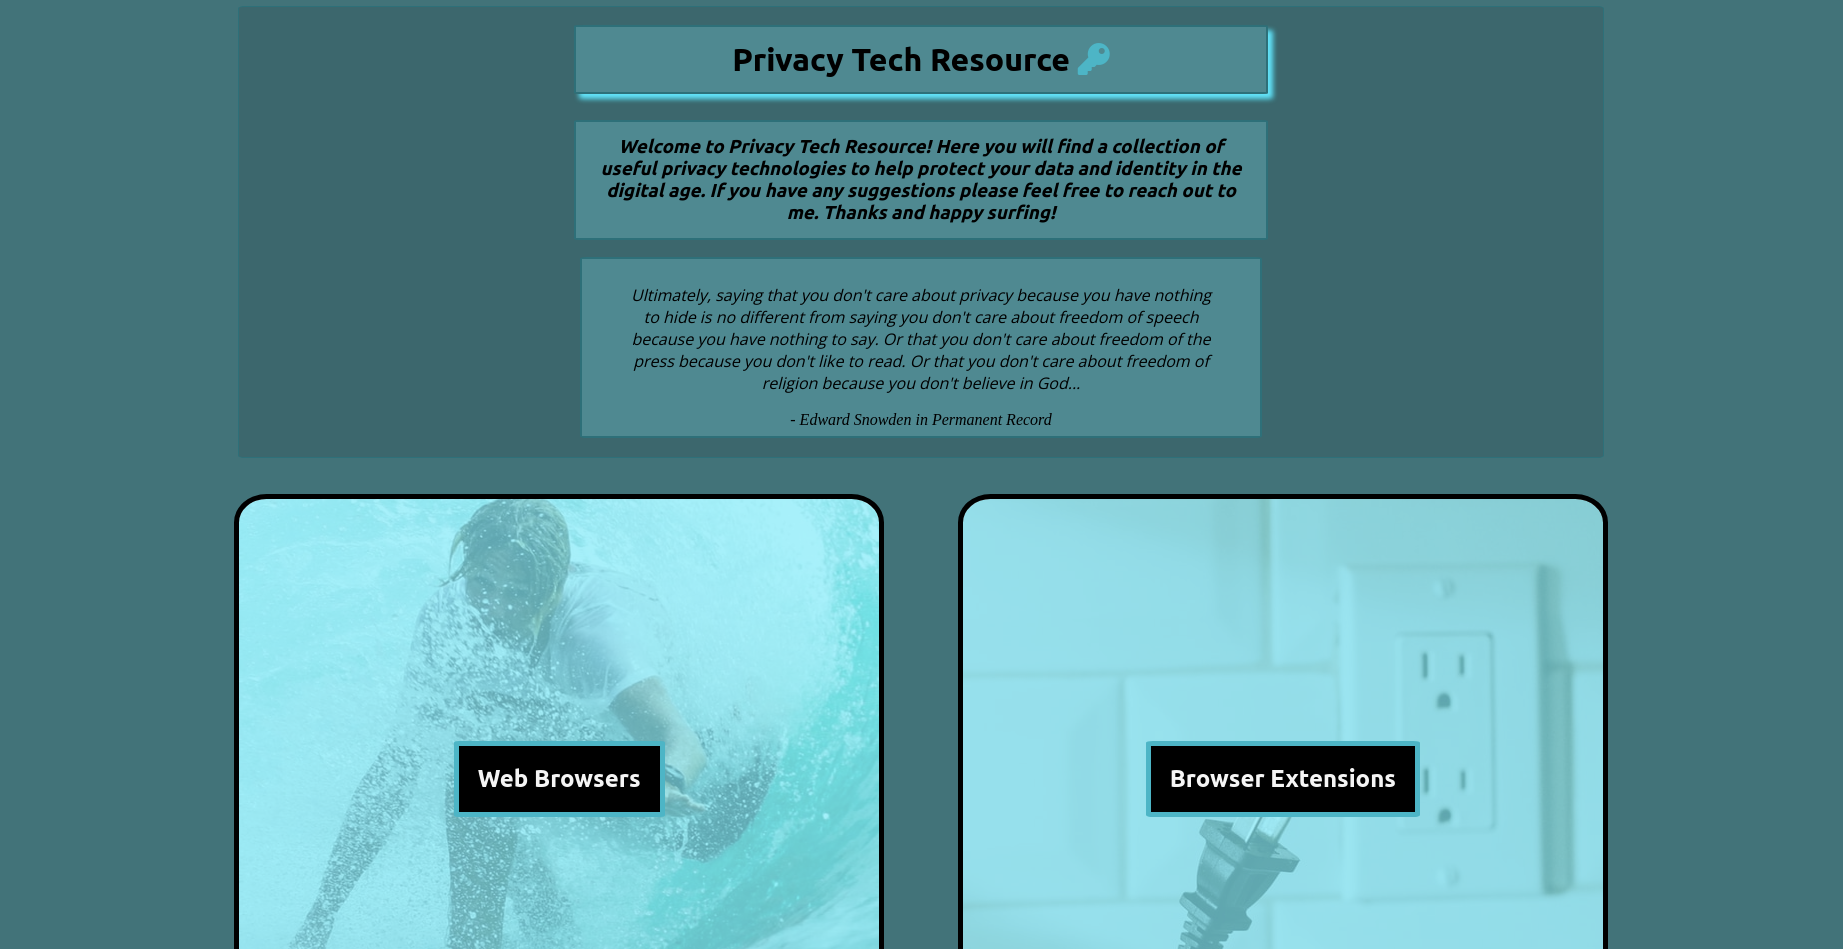 Privacy Tech Resource
Welcome to Privacy Tech Resource! Here you will find a collection of
useful privacy technologies to help protect your data and identity in the
digital age. If you have any suggestions please feel free to reach out to
me. Thanks and happy surfing!
Ultimately, saying that you don't care about privacy because you have nothing
to hide is no different from saying you don't care about freedom of speech
because you have nothing to say. Or that you don't care about freedom of the
press because you don't like to read. Or that you don't care about freedom of
religion because you don't believe in God...
- Edward Snowden in Permanent Record
Web Browsers
Browser Extensions